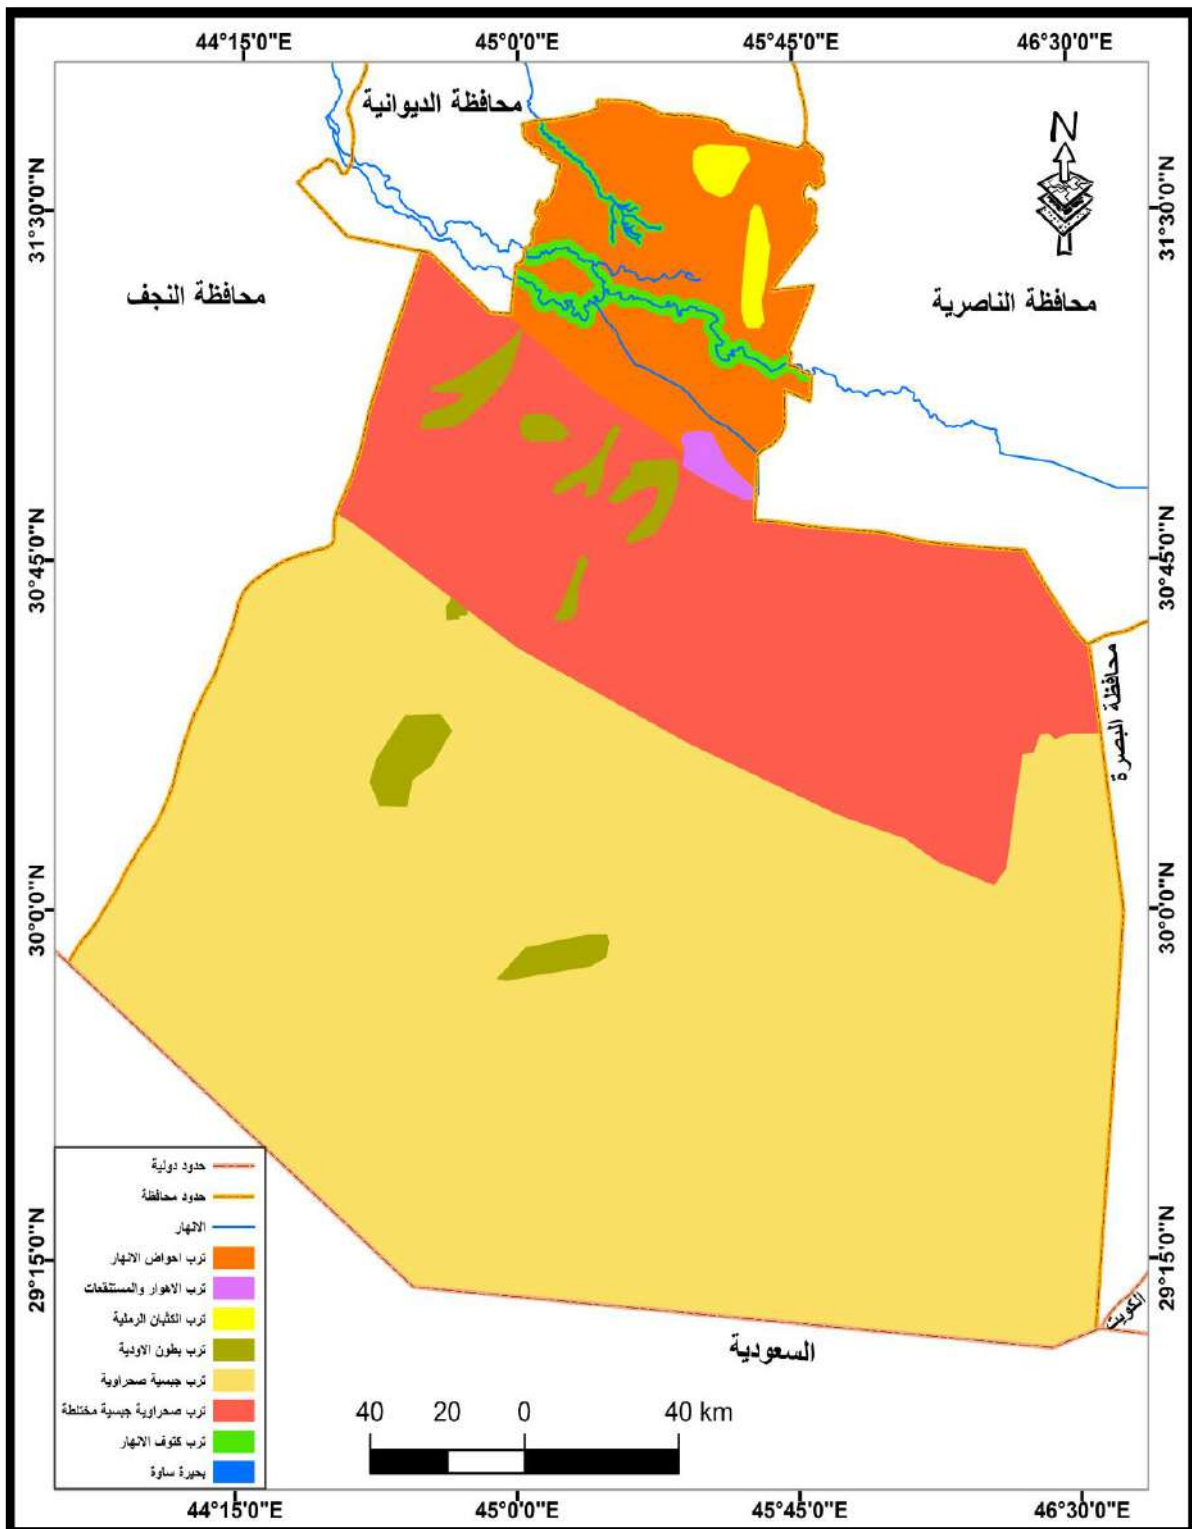 44°15'0"E 45°0'0"E 45°45'0"E 46°30'0"E
محافظة الديوانية
N
31°30'0"N 31°30'0"N
محافظة النجف
محافظة الناصرية
30°45'0"N 30°45'0"N
محافظة البصرة
30°0'0"N 30°0'0"N
حدود دولية
حدود محافظة
الانهار
ترب احواض الانهار
ترب الاهوار والمستنقعات
ترب الكثبان الرملية
ترب بطون الاودية
ترب جبسية صحراوية
ترب صحراوية جبسية مختلطة
ترب كتوف الانهار
بحيرة ساوة
29°15'0"N 29°15'0"N
الكويت
السعودية
40 20 0 40 km
44°15'0"E 45°0'0"E 45°45'0"E 46°30'0"E